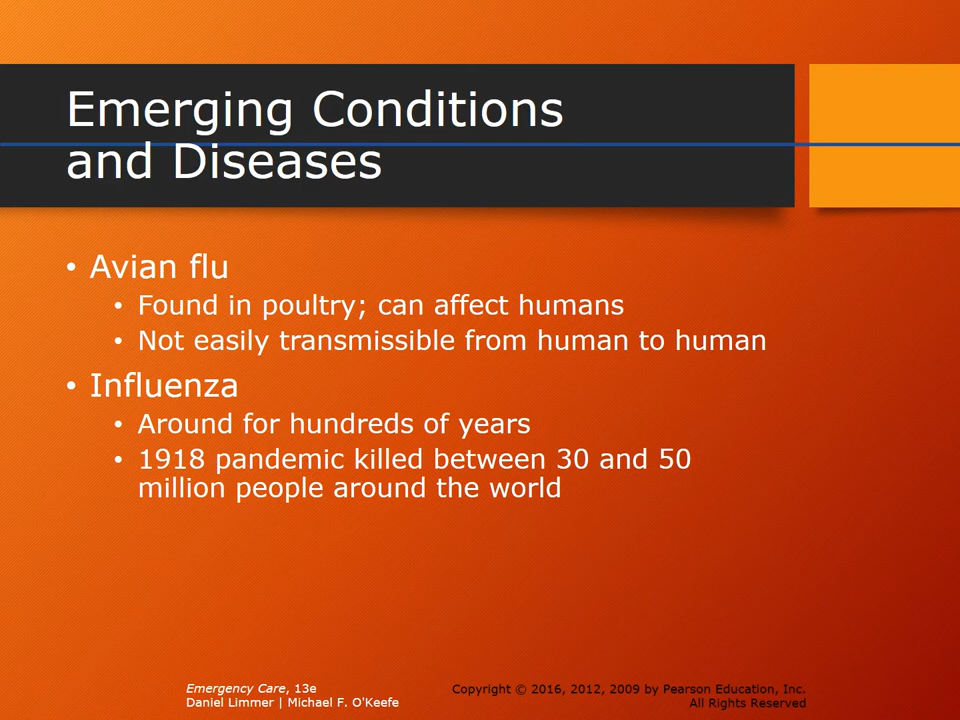 Emerging Conditions
and Diseases
• Avian flu
• Found in poultry; can affect humans
• Not easily transmissible from human to human
• Influenza
• Around for hundreds of years
• 1918 pandemic killed between 30 and 50
million people around the world
Emergency Care, 13e
Daniel Limmer | Michael F. O'Keefe
Copyright © 2016, 2012, 2009 by Pearson Education, Inc.
All Rights Reserved